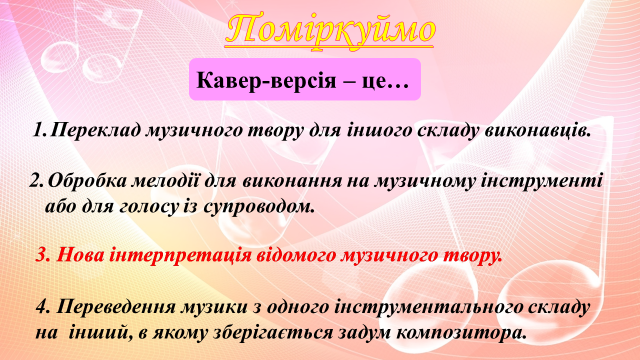 Поміркуймо
Кавер-версія – це…
1. Переклад музичного твору для іншого складу виконавців.
2. Обробка мелодії для виконання на музичному інструменті
або для голосу із супроводом.
3. Нова інтерпретація відомого музичного твору.
4. Переведення музики з одного інструментального складу
на інший, в якому зберігається задум композитора.